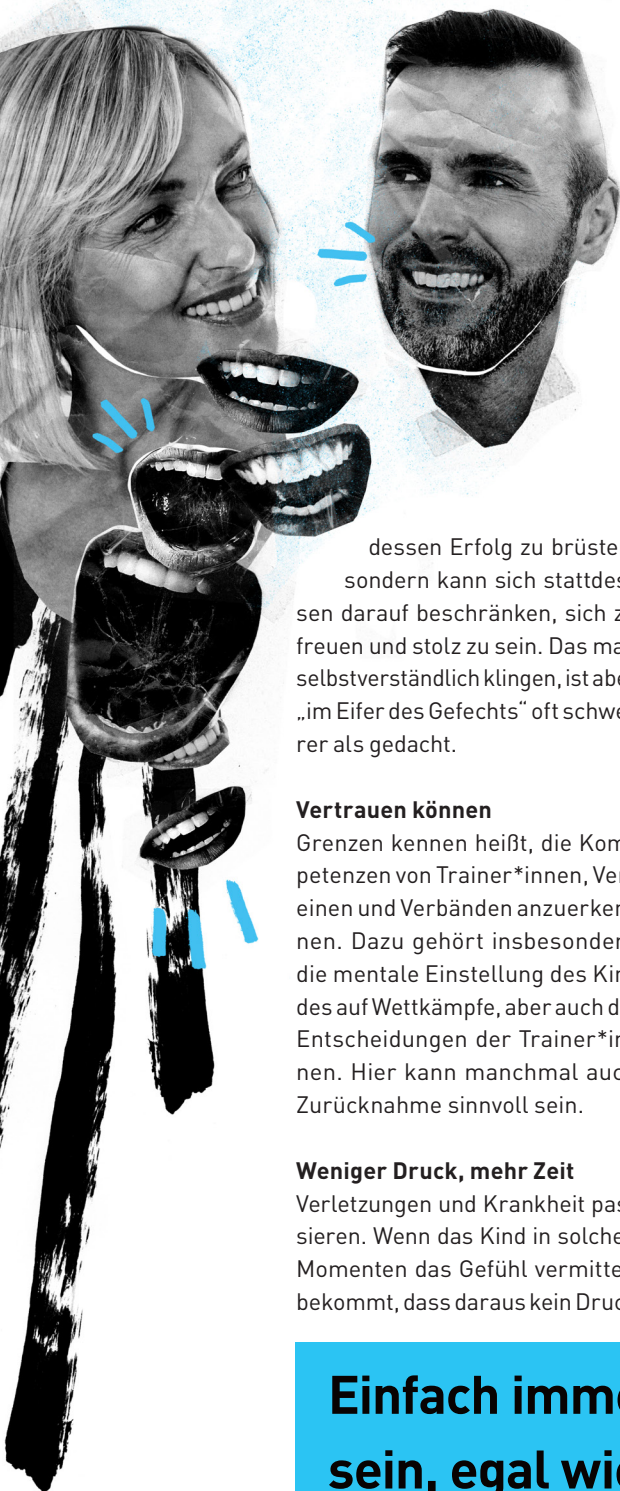 dessen Erfolg zu brüste
sondern kann sich stattdes
sen darauf beschränken, sich z
freuen und stolz zu sein. Das ma
selbstverständlich klingen, ist abe
„im Eifer des Gefechts“ oft schwe
rer als gedacht.
Vertrauen können
Grenzen kennen heißt, die Kom
petenzen von Trainer*innen, Ver
einen und Verbänden anzuerken
nen. Dazu gehört insbesonder
die mentale Einstellung des Kin
des auf Wettkämpfe, aber auch d
Entscheidungen der Trainer*in
nen. Hier kann manchmal auc
Zurücknahme sinnvoll sein.
Weniger Druck, mehr Zeit
Verletzungen und Krankheit pas
sieren. Wenn das Kind in solche
Momenten das Gefühl vermitte
bekommt, dass daraus kein Druc
Einfach imme
sein, egal wie